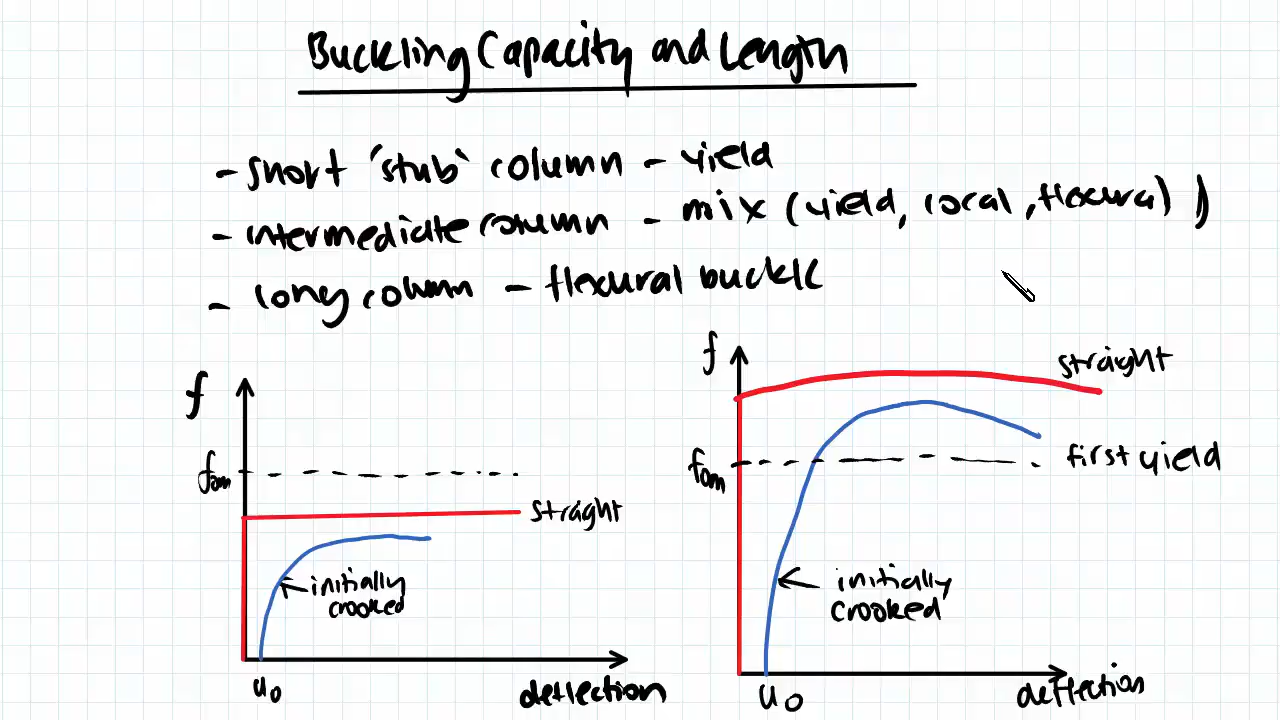 Buckling Capacity and Length
- short 'stub' column - yield
- intermediate column - mix (yield, local, flexural))
- long column - flexural buckle
f
fom
straght
initially
crooked
u0
deflection
f
straight
fom
first yield
initially
crooked
u0
deflection